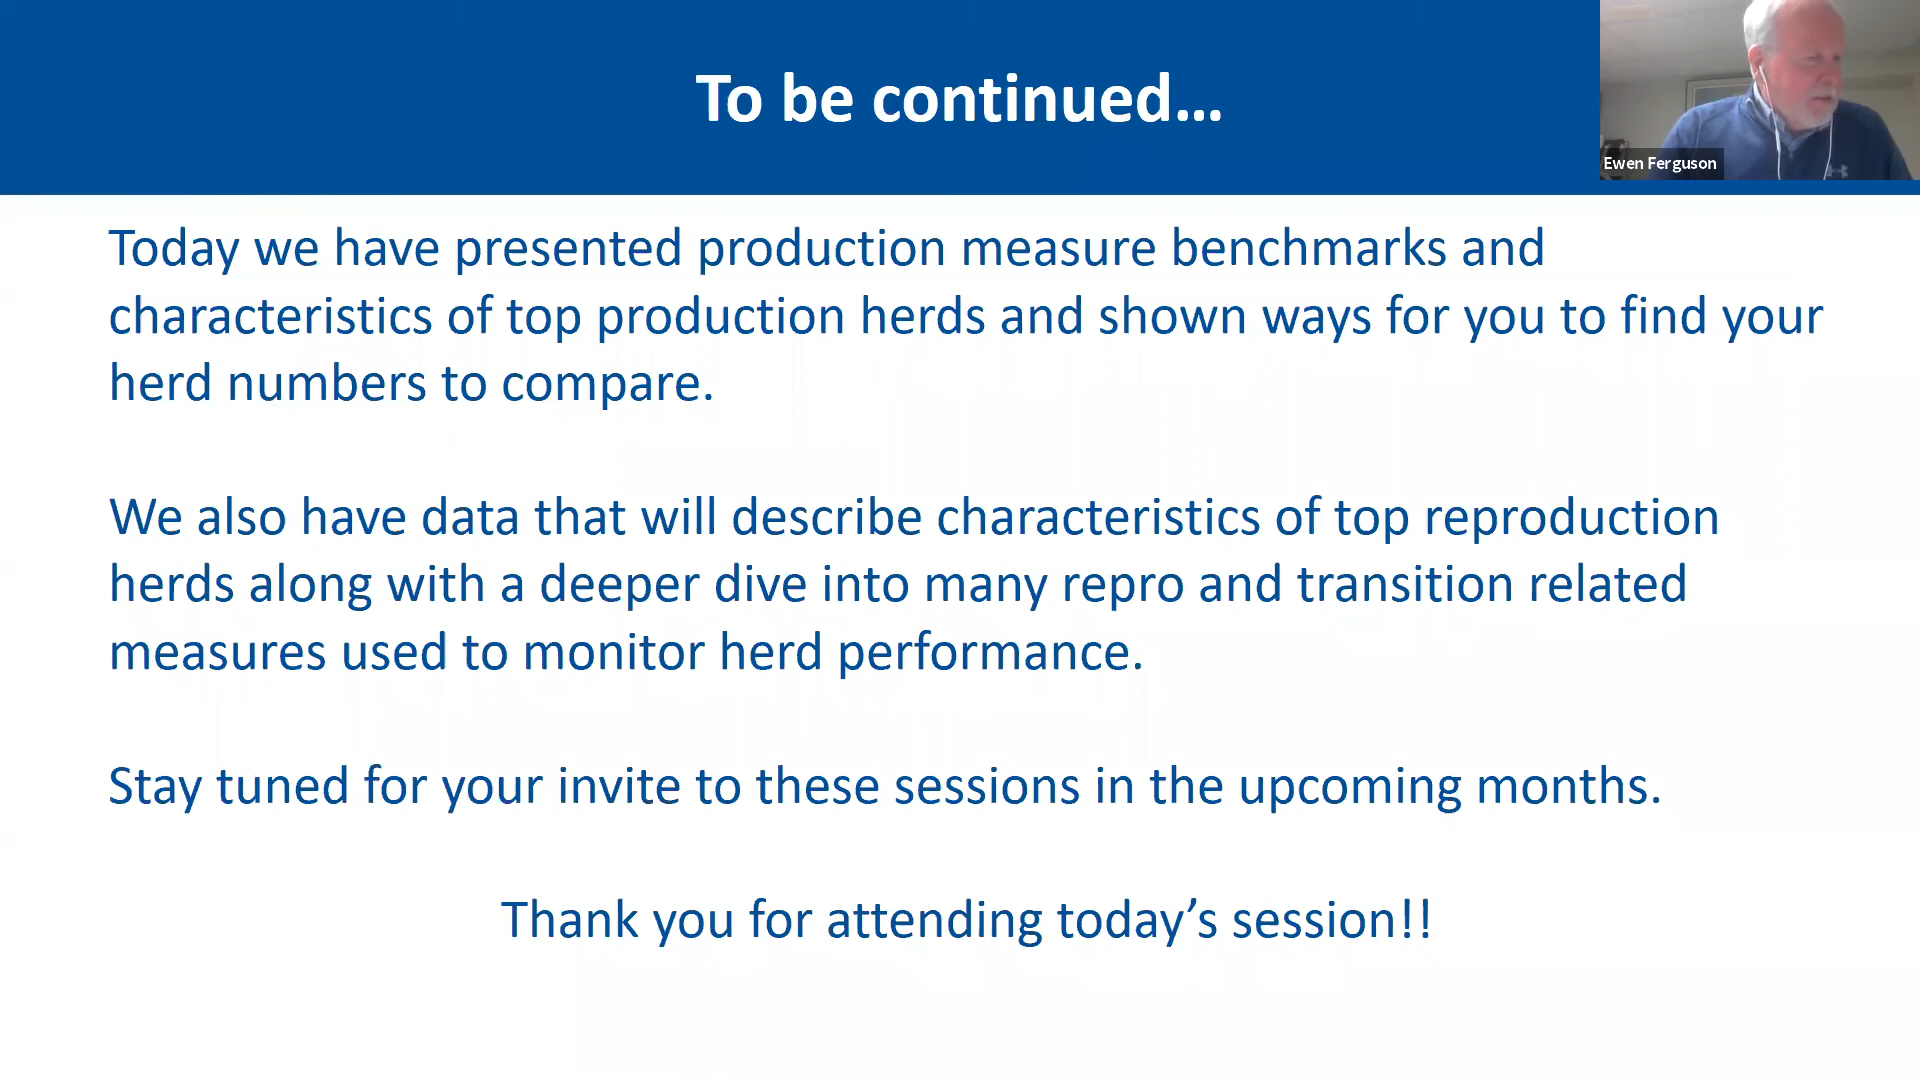 To be continued...
Ewen Ferguson
Today we have presented production measure benchmarks and
characteristics of top production herds and shown ways for you to find your
herd numbers to compare.
We also have data that will describe characteristics of top reproduction
herds along with a deeper dive into many repro and transition related
measures used to monitor herd performance.
Stay tuned for your invite to these sessions in the upcoming months.
Thank you for attending today’s session!!